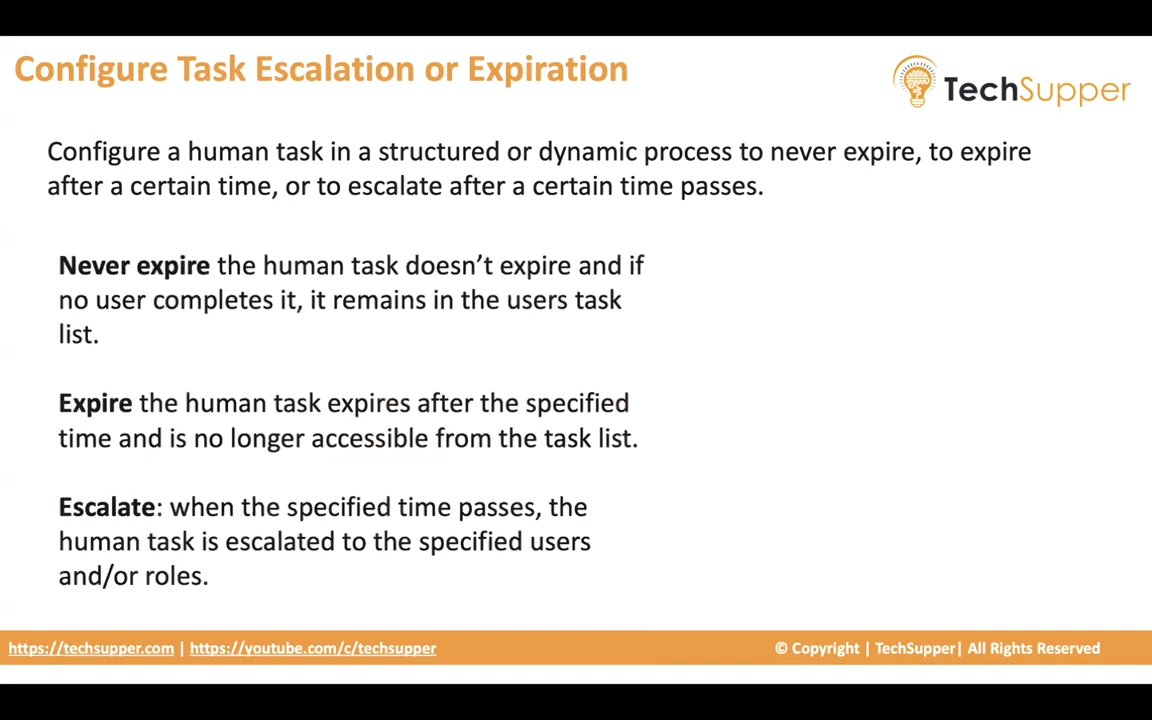 Configure Task Escalation or Expiration
TechSupper
Configure a human task in a structured or dynamic process to never expire, to expire
after a certain time, or to escalate after a certain time passes.
Never expire the human task doesn’t expire and if
no user completes it, it remains in the users task
list.
Expire the human task expires after the specified
time and is no longer accessible from the task list.
Escalate: when the specified time passes, the
human task is escalated to the specified users
and/or roles.
https://techsupper.com | https://youtube.com/c/techsupper
© Copyright | TechSupper| All Rights Reserved